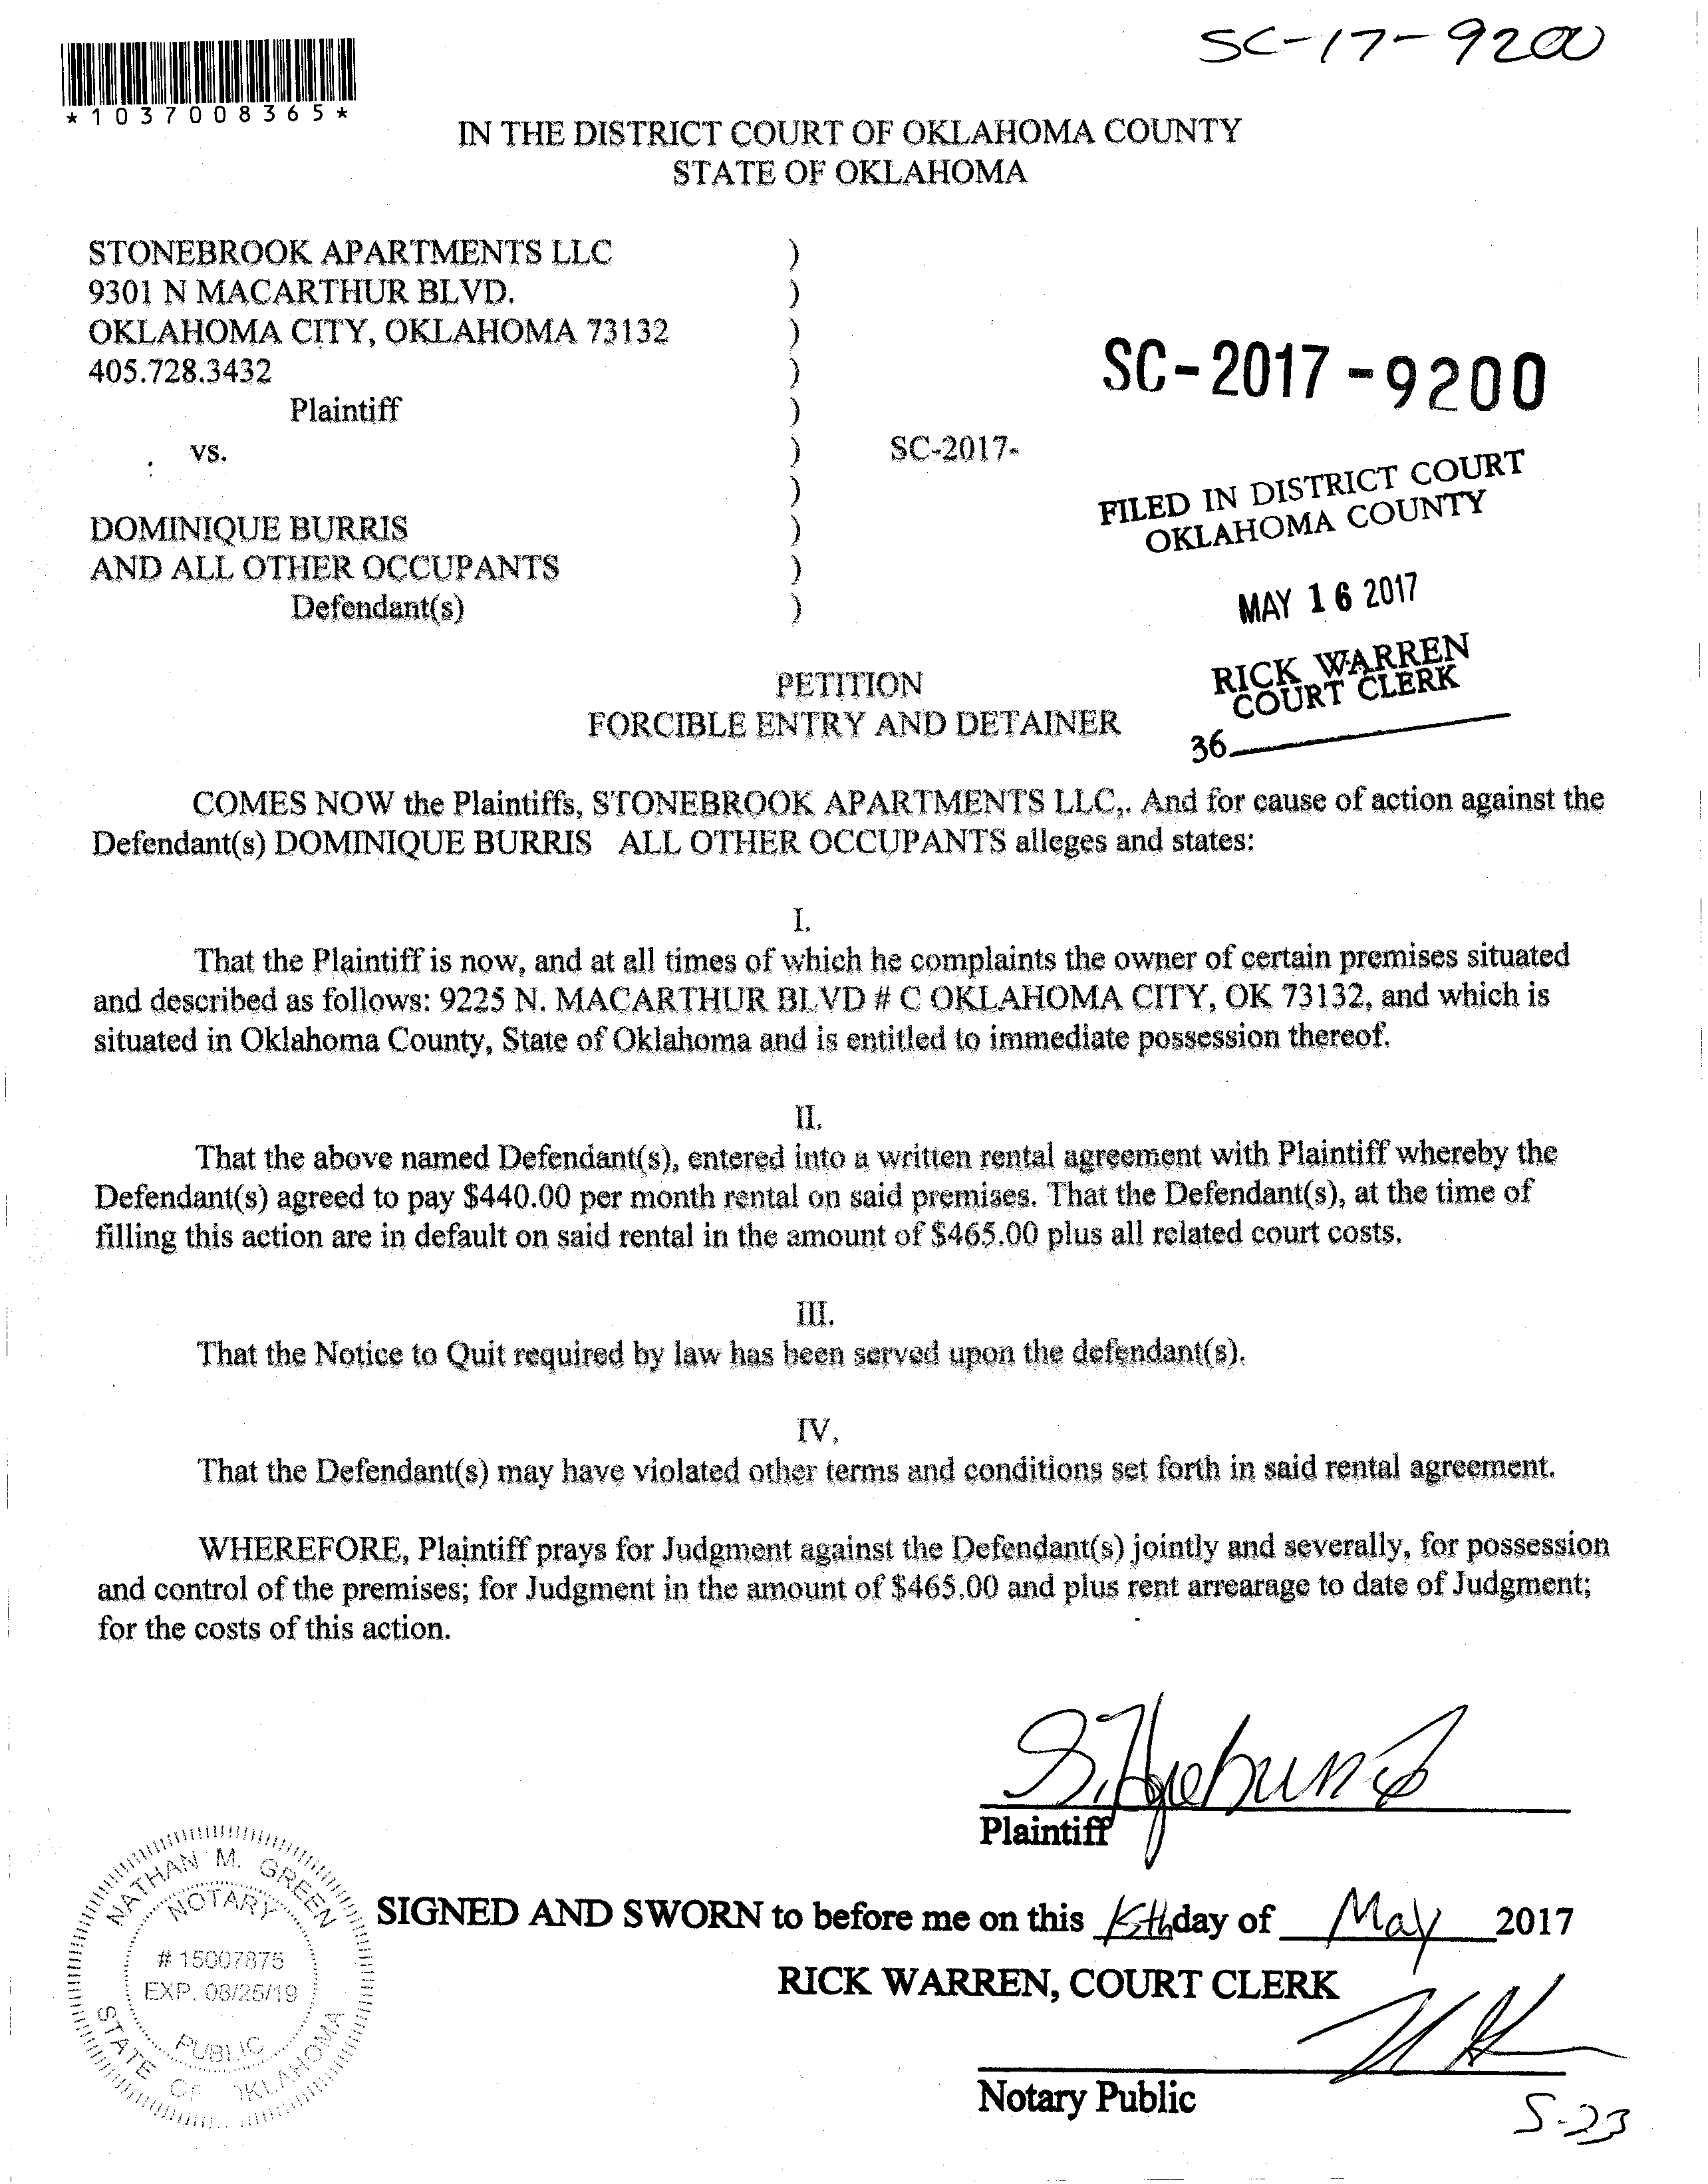 SC-17-9200
*1037008365*
IN THE DISTRICT COURT OF OKLAHOMA COUNTY
STATE OF OKLAHOMA
STONEBROOK APARTMENTS LLC )
9301 N MACARTHUR BLVD. )
OKLAHOMA CITY, OKLAHOMA 73132 )
405.728.3432 )
Plaintiff )
vs. ) SC-2017-
)
DOMINIQUE BURRIS )
AND ALL OTHER OCCUPANTS )
Defendant(s) )
SC-2017-9200
FILED IN DISTRICT COURT
OKLAHOMA COUNTY
MAY 16 2017
RICK WARREN
COURT CLERK
36
PETITION
FORCIBLE ENTRY AND DETAINER
COMES NOW the Plaintiffs, STONEBROOK APARTMENTS LLC,. And for cause of action against the
Defendant(s) DOMINIQUE BURRIS ALL OTHER OCCUPANTS alleges and states:
I.
That the Plaintiff is now, and at all times of which he complaints the owner of certain premises situated
and described as follows: 9225 N. MACARTHUR BLVD # C OKLAHOMA CITY, OK 73132, and which is
situated in Oklahoma County, State of Oklahoma and is entitled to immediate possession thereof.
II.
That the above named Defendant(s), entered into a written rental agreement with Plaintiff whereby the
Defendant(s) agreed to pay $440.00 per month rental on said premises. That the Defendant(s), at the time of
filling this action are in default on said rental in the amount of $465.00 plus all related court costs.
III.
That the Notice to Quit required by law has been served upon the defendant(s).
IV.
That the Defendant(s) may have violated other terms and conditions set forth in said rental agreement.
WHEREFORE, Plaintiff prays for Judgment against the Defendant(s) jointly and severally, for possession
and control of the premises; for Judgment in the amount of $465.00 and plus rent arrearage to date of Judgment;
for the costs of this action.
Plaintiff
SIGNED AND SWORN to before me on this day of May 2017
RICK WARREN, COURT CLERK
Notary Public
5-23
NATHAN M. GREEN
NOTARY
# 15007875
EXP. 08/25/19
PUBLIC
STATE OF OKLAHOMA